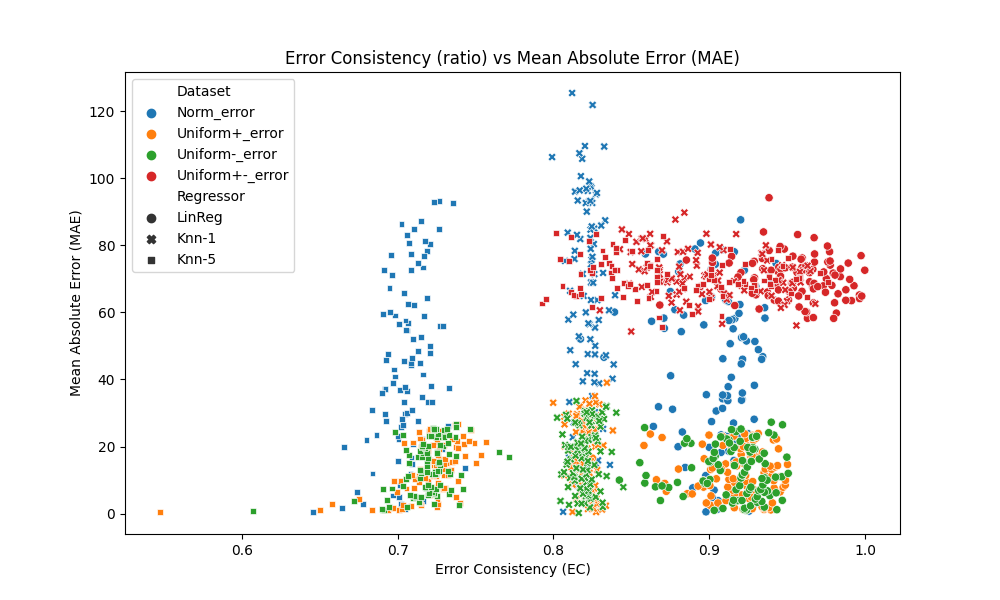 Error Consistency (ratio) vs Mean Absolute Error (MAE)
Mean Absolute Error (MAE)
120
100
80
60
40
20
0
Dataset
Norm_error
Uniform+_error
Uniform-_error
Uniform+-_error
Regressor
LinReg
Knn-1
Knn-5
0.6
0.7
0.8
0.9
1.0
Error Consistency (EC)